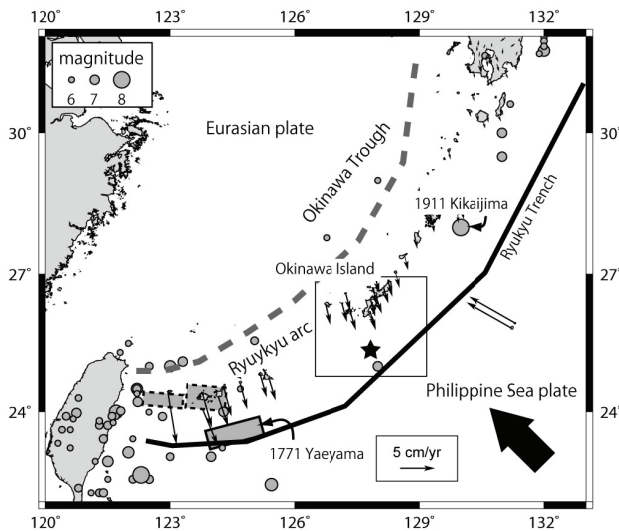 120° 123° 126° 129° 132°
magnitude
6 7 8
30°
30°
Eurasian plate
Okinawa Trough
1911 Kikaijima
Ryukyu Trench
27°
27°
Okinawa Island
Ryuykyu arc
Philippine Sea plate
24°
24°
1771 Yaeyama
5 cm/yr
120° 123° 126° 129° 132°